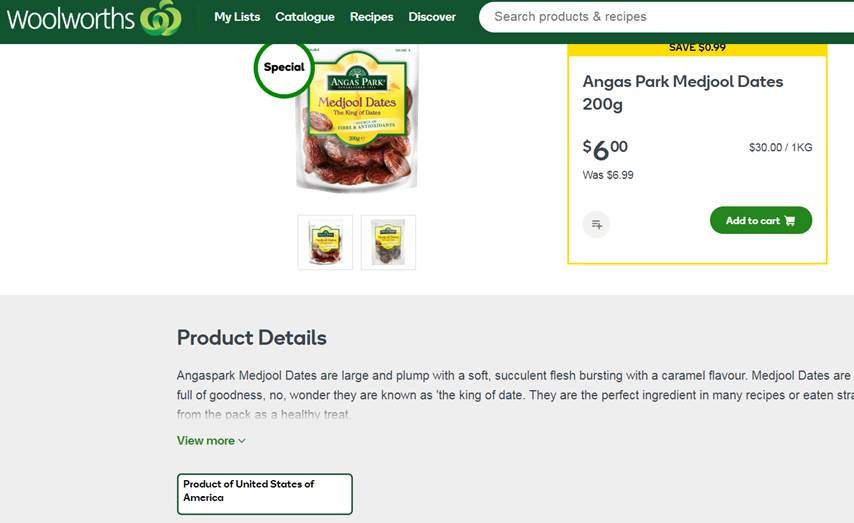 Woolworths
My Lists Catalogue Recipes Discover
Search products & recipes
Special
ANGAS PARK
Medjool Dates
The King of Dates
FIBRE & ANTIOXIDANTS
200g
SAVE $0.99
Angas Park Medjool Dates
200g
$600
$30.00 / 1KG
Was $6.99
Add to cart
Product Details
Angaspark Medjool Dates are large and plump with a soft, succulent flesh bursting with a caramel flavour. Medjool Dates are
full of goodness, no, wonder they are known as 'the king of date. They are the perfect ingredient in many recipes or eaten stra
from the pack as a healthy treat.
View more
Product of United States of
America